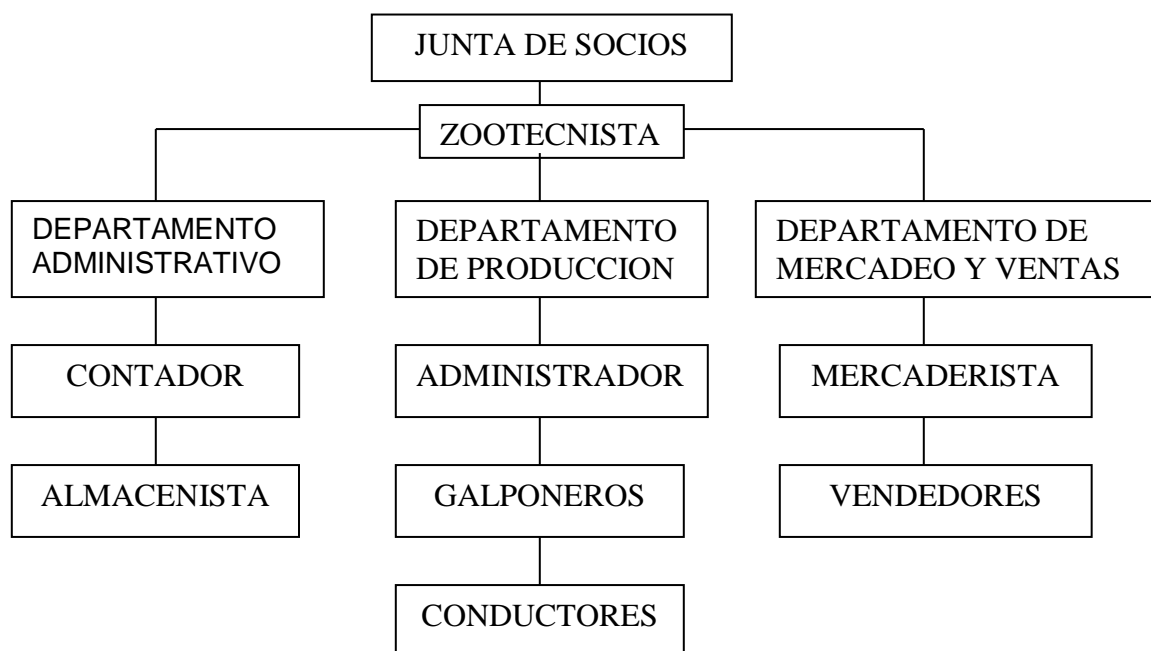 JUNTA DE SOCIOS
ZOOTECNISTA
DEPARTAMENTO
ADMINISTRATIVO
DEPARTAMENTO
DE PRODUCCION
DEPARTAMENTO DE
MERCADEO Y VENTAS
CONTADOR
ADMINISTRADOR
MERCADERISTA
ALMACENISTA
GALPONEROS
VENDEDORES
CONDUCTORES